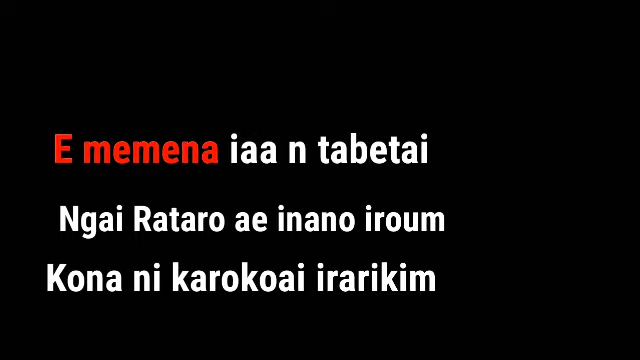 E memena iaa n tabetai
Ngai Rataro ae inano iroum
Kona ni karokoai irarikim